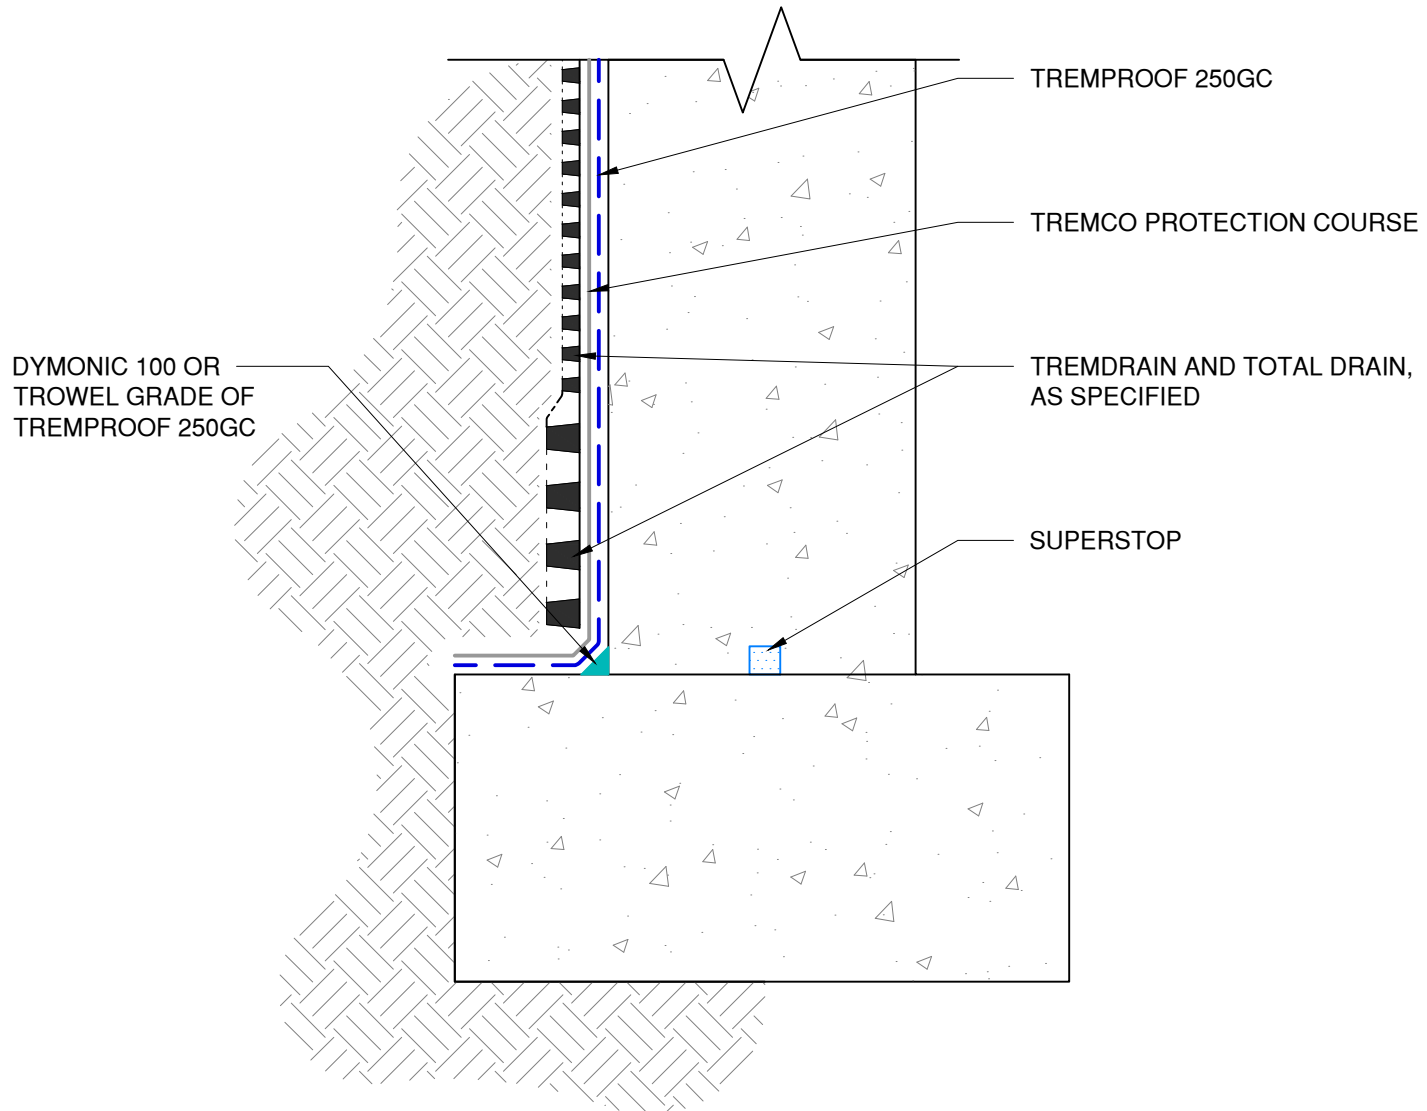 TREMPROOF 250GC
TREMCO PROTECTION COURSE
DYMONIC 100 OR
TROWEL GRADE OF
TREMPROOF 250GC
TREMDRAIN AND TOTAL DRAIN,
AS SPECIFIED
SUPERSTOP